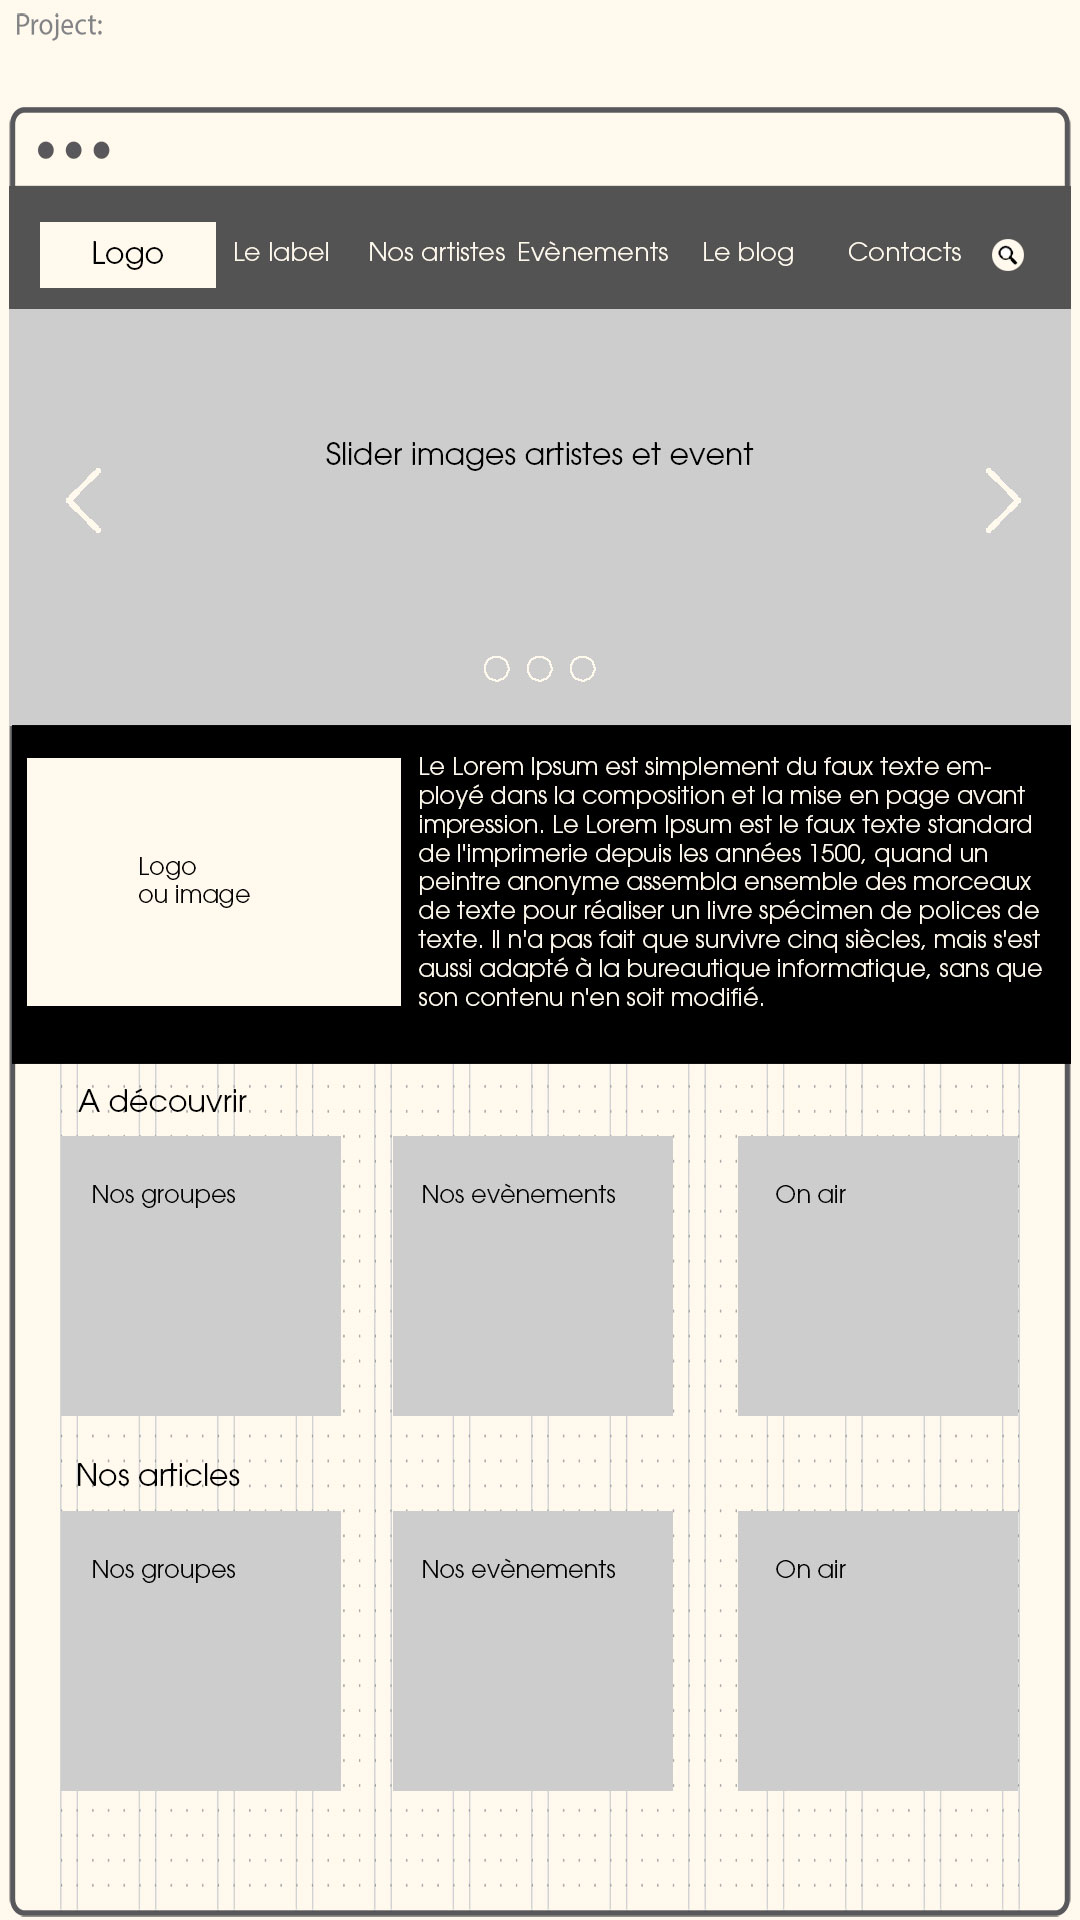 Project:
Logo Le label Nos artistes Evènements Le blog Contacts
Slider images artistes et event
Logo
ou image
Le Lorem Ipsum est simplement du faux texte em-
ployé dans la composition et la mise en page avant
impression. Le Lorem Ipsum est le faux texte standard
de l'imprimerie depuis les années 1500, quand un
peintre anonyme assembla ensemble des morceaux
de texte pour réaliser un livre spécimen de polices de
texte. Il n'a pas fait que survivre cinq siècles, mais s'est
aussi adapté à la bureautique informatique, sans que
son contenu n'en soit modifié.
A découvrir
Nos groupes Nos evènements On air
Nos articles
Nos groupes Nos evènements On air